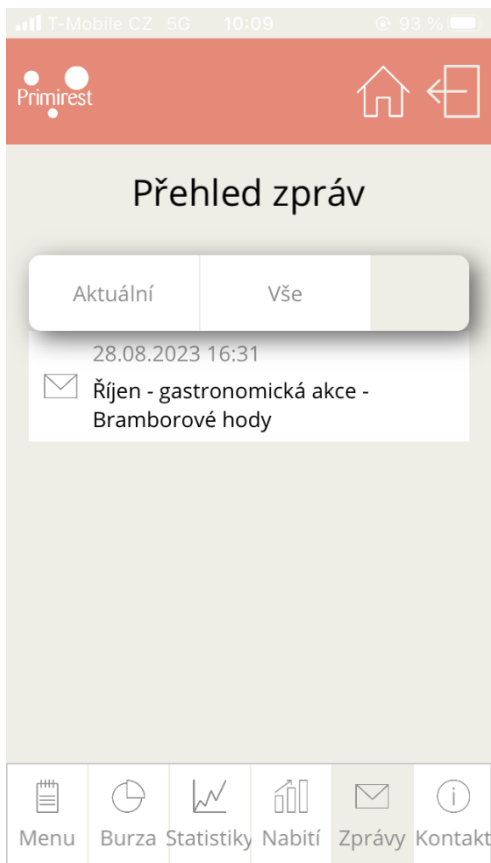 T-Mobile CZ 5G 10:09 93 %
Primirest
Přehled zpráv
Aktuální Vše
28.08.2023 16:31
Říjen - gastronomická akce -
Bramborové hody
Menu Burza Statistiky Nabití Zprávy Kontakt